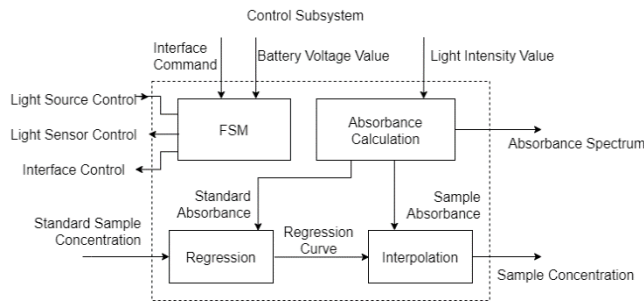 Control Subsystem
Interface
Command
Battery Voltage Value
Light Intensity Value
Light Source Control
Light Sensor Control
Interface Control
FSM
Absorbance
Calculation
Absorbance Spectrum
Standard
Absorbance
Sample
Absorbance
Standard Sample
Concentration
Regression
Regression
Curve
Interpolation
Sample Concentration